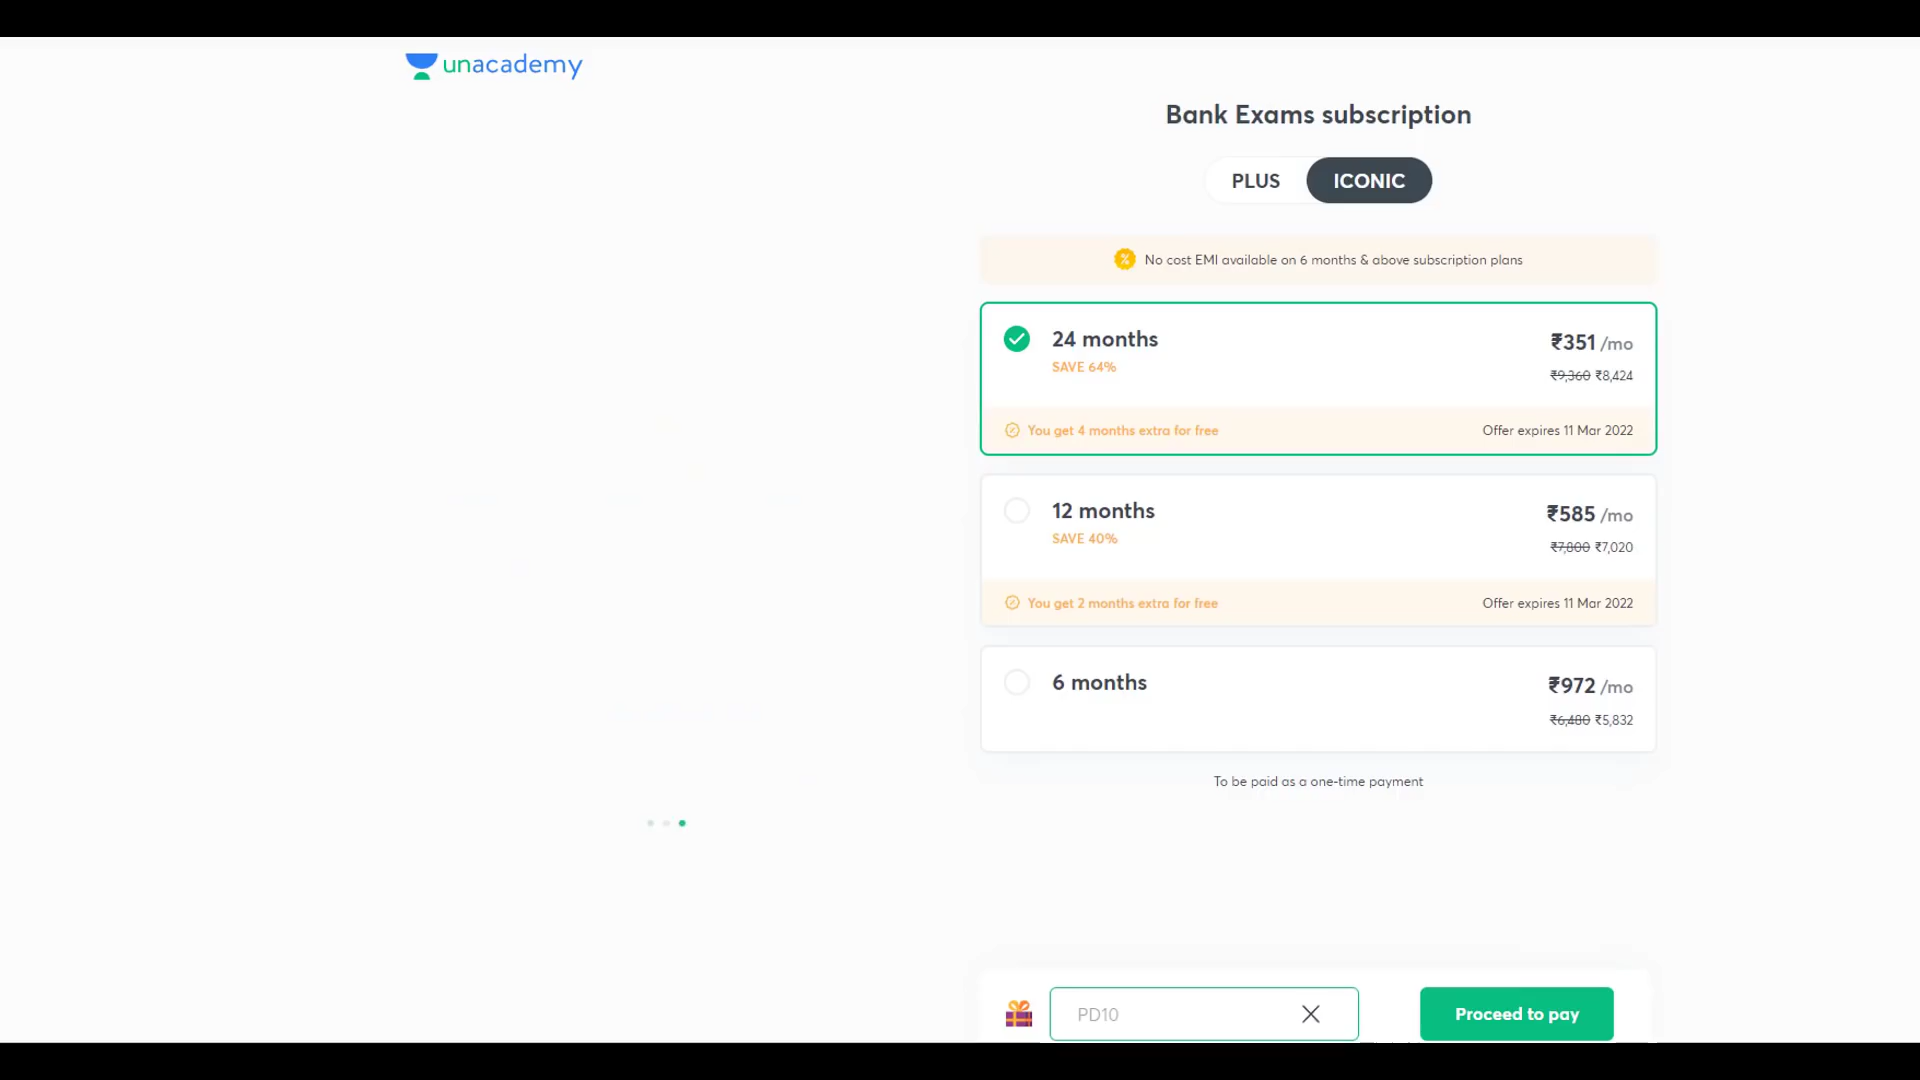 unacademy
Bank Exams subscription
PLUS ICONIC
No cost EMI available on 6 months & above subscription plans
24 months
₹351 /mo
SAVE 64%
₹9,360 ₹8,424
You get 4 months extra for free
Offer expires 11 Mar 2022
12 months
₹585 /mo
SAVE 40%
₹7,800 ₹7,020
You get 2 months extra for free
Offer expires 11 Mar 2022
6 months
₹972 /mo
₹6,480 ₹5,832
To be paid as a one-time payment
PD10
Proceed to pay